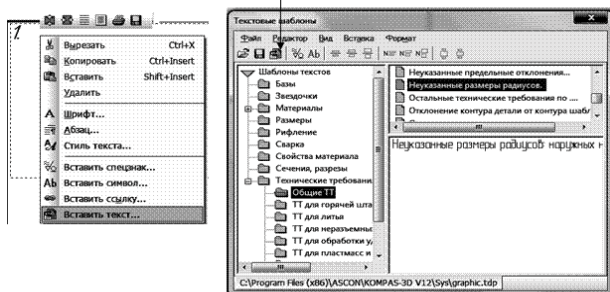 1
Вырезать Ctrl+X
Копировать Ctrl+Insert
Вставить Shift+Insert
Удалить
Шрифт...
Абзац...
Стиль текста...
Вставить спецзнак...
Ab Вставить символ...
Вставить ссылку...
Вставить текст...
Текстовые шаблоны
Файл Редактор Вид Вставка Формат
Шаблоны текстов
Базы
Звездочки
Материалы
Размеры
Рифление
Сварка
Свойства материала
Сечения, разрезы
Технические требовани
Общие ТТ
ТТ для горячей шта
ТТ для литья
ТТ для неразъемны
ТТ для обработки у
ТТ для пластмасс и
Неуказанные предельные отклонения...
Неуказанные размеры радиусов.
Остальные технические требования по ....
Отклонение контура детали от контура шабл
Неуказанные размеры радиусов наружных
C:\Program Files (x86)\ASCON\KOMPAS-3D V12\Sys\graphic.tdp